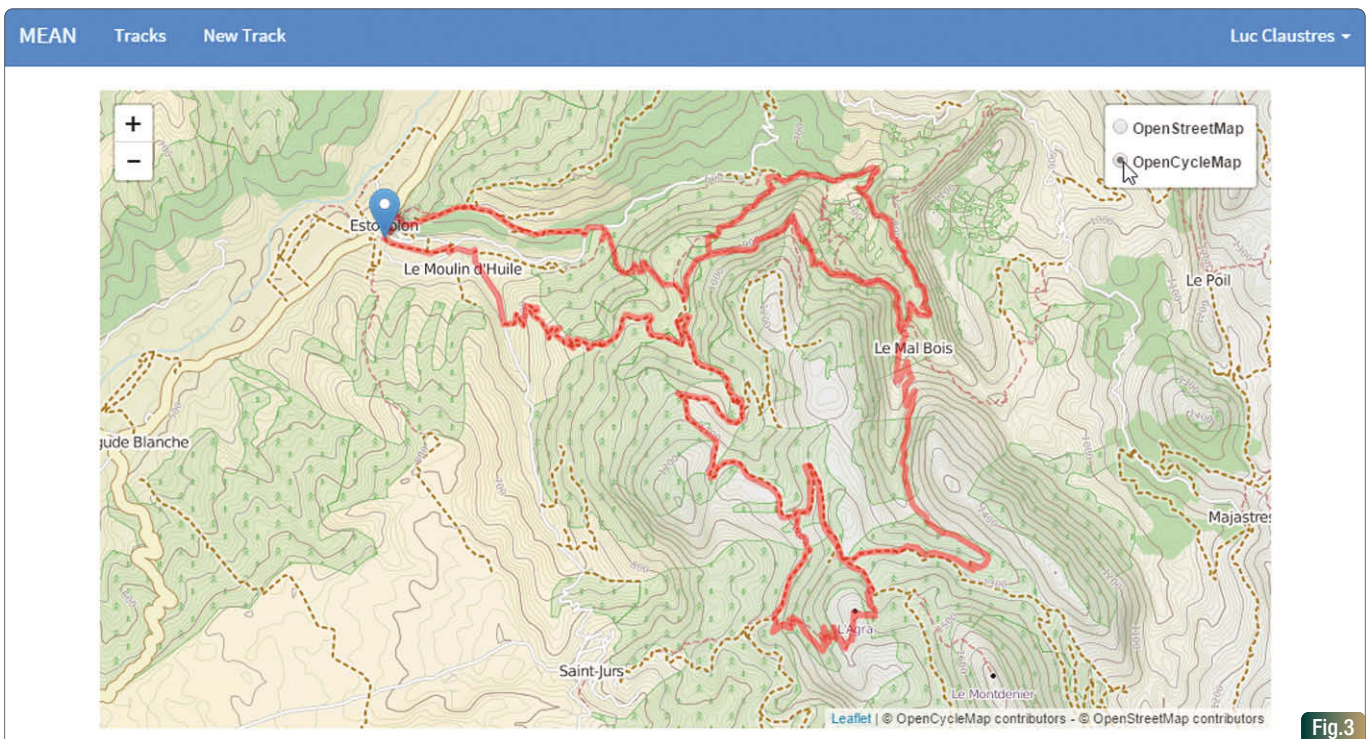 MEAN Tracks New Track Luc Claustres
+
−
OpenStreetMap
OpenCycleMap
Le Moulin d'Huile
Le Poil
Le Mal Bois
gude Blanche
Majastres
L'Agra
Saint-Jurs
Le Montdenier
Leaflet | © OpenCycleMap contributors - © OpenStreetMap contributors
Fig.3